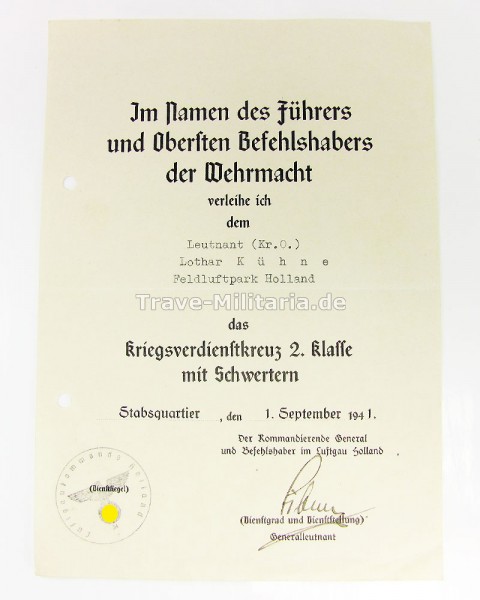 Im Namen des Führers
und Obersten Befehlshabers
der Wehrmacht
verleihe ich
dem
Leutnant (Kr.O.)
Lothar K ü h n e
Feldluftpark Holland
Trave-Militaria.de
das
Kriegsverdienstkreuz 2. Klasse
mit Schwertern
Stabsquartier , den 1. September 1941.
Der Kommandierende General
und Befehlshaber im Luftgau Holland
(Dienstsiegel)
(Dienstgrad und Dienststellung)
Generalleutnant